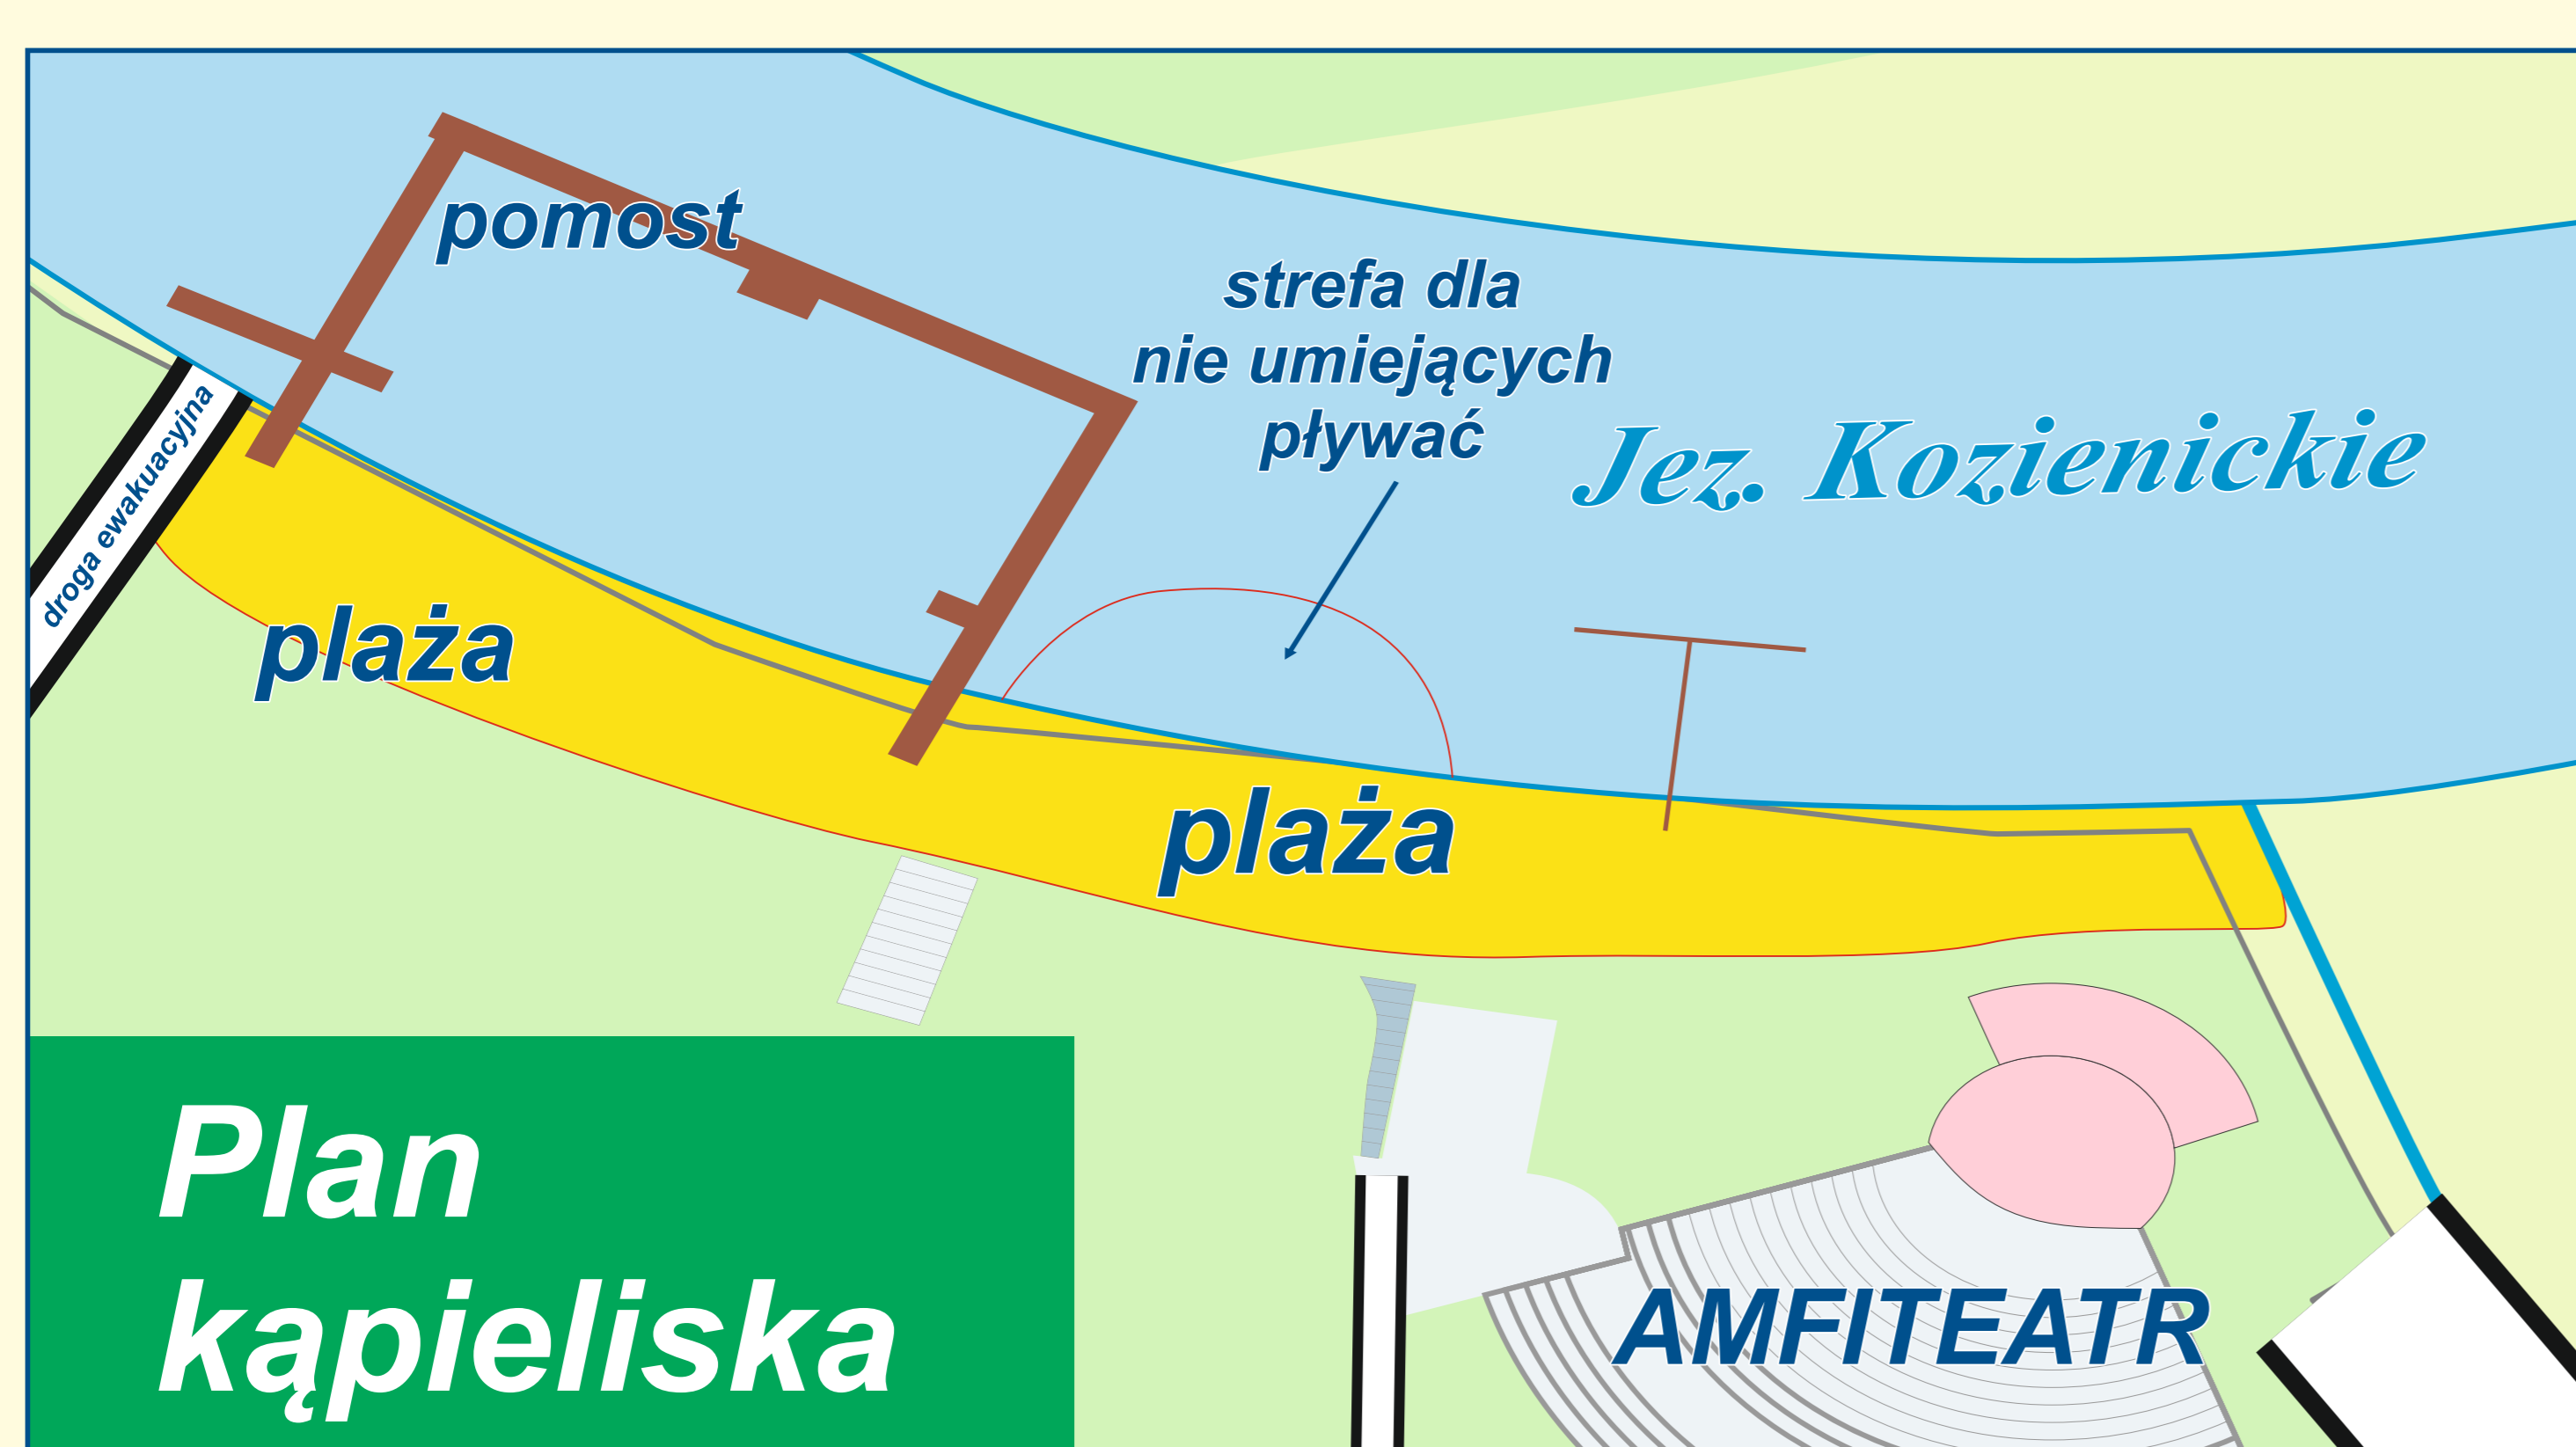 pomost
strefa dla
nie umiejących
pływać
Jez. Kozienickie
droga ewakuacyjna
plaża
plaża
Plan
kąpieliska
AMFITEATR